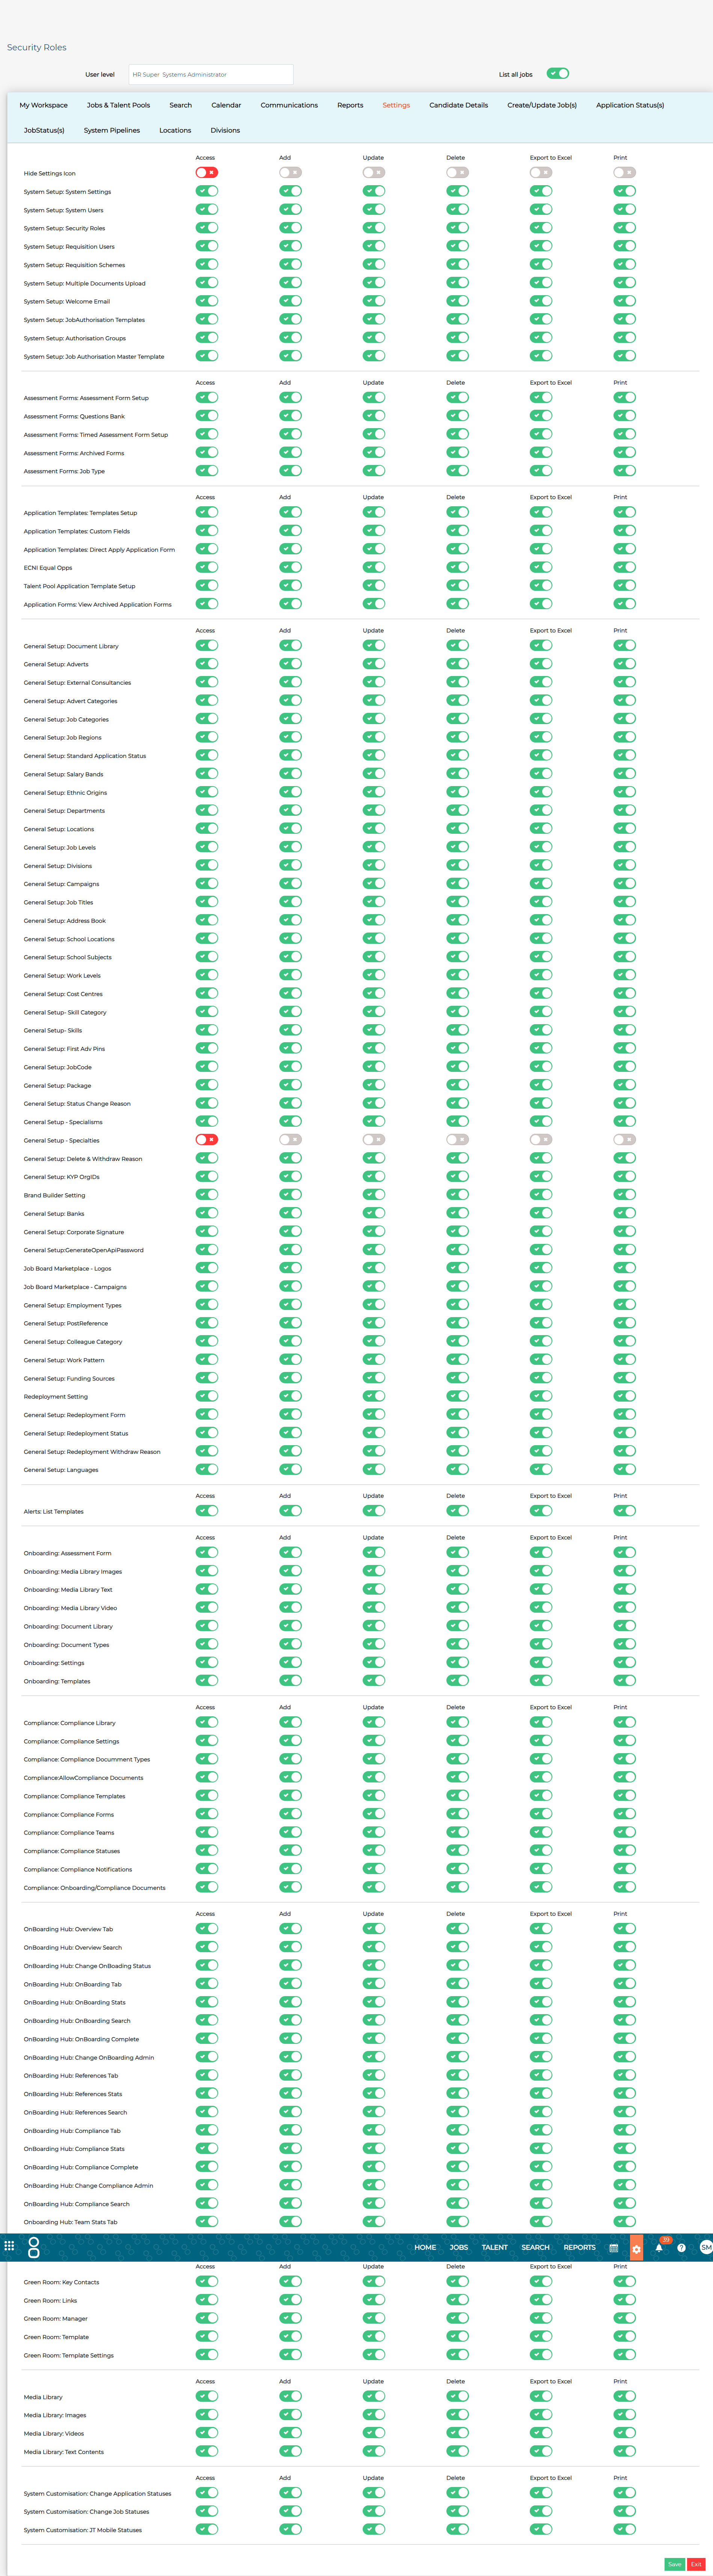 Security Roles
User level HR Super Systems Administrator List all jobs
My Workspace Jobs & Talent Pools Search Calendar Communications Reports Settings Candidate Details Create/Update Job(s) Application Status(s)
JobStatus(s) System Pipelines Locations Divisions
Access Add Update Delete Export to Excel Print
Hide Settings Icon
System Setup: System Settings
System Setup: System Users
System Setup: Security Roles
System Setup: Requisition Users
System Setup: Requisition Schemes
System Setup: Multiple Documents Upload
System Setup: Welcome Email
System Setup: JobAuthorisation Templates
System Setup: Authorisation Groups
System Setup: Job Authorisation Master Template
Access Add Update Delete Export to Excel Print
Assessment Forms: Assessment Form Setup
Assessment Forms: Questions Bank
Assessment Forms: Timed Assessment Form Setup
Assessment Forms: Archived Forms
Assessment Forms: Job Type
Access Add Update Delete Export to Excel Print
Application Templates: Templates Setup
Application Templates: Custom Fields
Application Templates: Direct Apply Application Form
ECNI Equal Opps
Talent Pool Application Template Setup
Application Forms: View Archived Application Forms
Access Add Update Delete Export to Excel Print
General Setup: Document Library
General Setup: Adverts
General Setup: External Consultancies
General Setup: Advert Categories
General Setup: Job Categories
General Setup: Job Regions
General Setup: Standard Application Status
General Setup: Salary Bands
General Setup: Ethnic Origins
General Setup: Departments
General Setup: Locations
General Setup: Job Levels
General Setup: Divisions
General Setup: Campaigns
General Setup: Job Titles
General Setup: Address Book
General Setup: School Locations
General Setup: School Subjects
General Setup: Work Levels
General Setup: Cost Centres
General Setup- Skill Category
General Setup- Skills
General Setup: First Adv Pins
General Setup: JobCode
General Setup: Package
General Setup: Status Change Reason
General Setup - Specialisms
General Setup - Specialties
General Setup: Delete & Withdraw Reason
General Setup: KYP OrgIDs
Brand Builder Setting
General Setup: Banks
General Setup: Corporate Signature
General Setup:GenerateOpenApiPassword
Job Board Marketplace - Logos
Job Board Marketplace - Campaigns
General Setup: Employment Types
General Setup: PostReference
General Setup: Colleague Category
General Setup: Work Pattern
General Setup: Funding Sources
Redeployment Setting
General Setup: Redeployment Form
General Setup: Redeployment Status
General Setup: Redeployment Withdraw Reason
General Setup: Languages
Access Add Update Delete Export to Excel Print
Alerts: List Templates
Access Add Update Delete Export to Excel Print
Onboarding: Assessment Form
Onboarding: Media Library Images
Onboarding: Media Library Text
Onboarding: Media Library Video
Onboarding: Document Library
Onboarding: Document Types
Onboarding: Settings
Onboarding: Templates
Access Add Update Delete Export to Excel Print
Compliance: Compliance Library
Compliance: Compliance Settings
Compliance: Compliance Documment Types
Compliance:AllowCompliance Documents
Compliance: Compliance Templates
Compliance: Compliance Forms
Compliance: Compliance Teams
Compliance: Compliance Statuses
Compliance: Compliance Notifications
Compliance: Onboarding/Compliance Documents
Access Add Update Delete Export to Excel Print
OnBoarding Hub: Overview Tab
OnBoarding Hub: Overview Search
OnBoarding Hub: Change OnBoading Status
OnBoarding Hub: OnBoarding Tab
OnBoarding Hub: OnBoarding Stats
OnBoarding Hub: OnBoarding Search
OnBoarding Hub: OnBoarding Complete
OnBoarding Hub: Change OnBoarding Admin
OnBoarding Hub: References Tab
OnBoarding Hub: References Stats
OnBoarding Hub: References Search
OnBoarding Hub: Compliance Tab
OnBoarding Hub: Compliance Stats
OnBoarding Hub: Compliance Complete
OnBoarding Hub: Change Compliance Admin
OnBoarding Hub: Compliance Search
Onboarding Hub: Team Stats Tab
HOME JOBS TALENT SEARCH REPORTS 39 ? SM
Access Add Update Delete Export to Excel Print
Green Room: Key Contacts
Green Room: Links
Green Room: Manager
Green Room: Template
Green Room: Template Settings
Access Add Update Delete Export to Excel Print
Media Library
Media Library: Images
Media Library: Videos
Media Library: Text Contents
Access Add Update Delete Export to Excel Print
System Customisation: Change Application Statuses
System Customisation: Change Job Statuses
System Customisation: JT Mobile Statuses
Save Exit